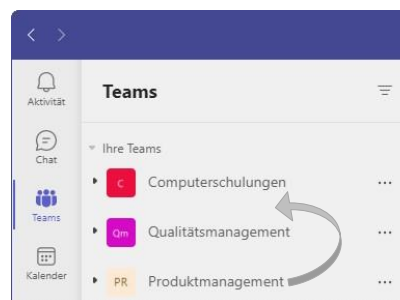 Aktivität
Chat
Teams
Kalender
Teams
Ihre Teams
C Computerschulungen
Qm Qualitätsmanagement
PR Produktmanagement